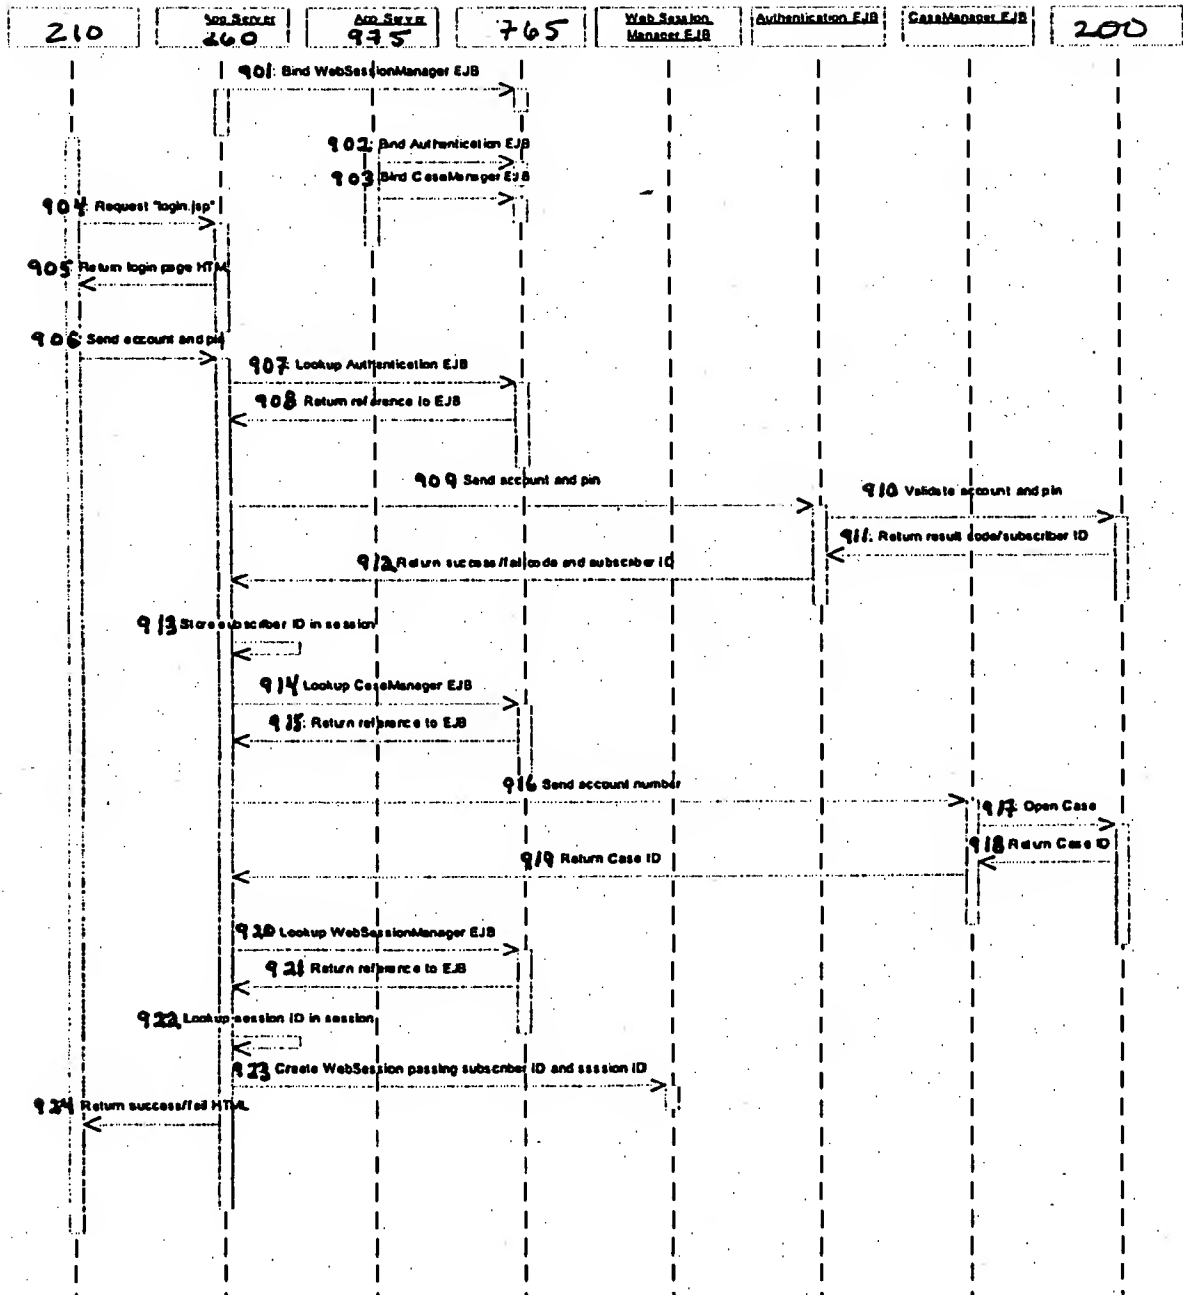 210
App Server
260
App Server
975
765
Web Session
Manager EJB
Authentication EJB
CaseManager EJB
200
901: Bind WebSessionManager EJB
902: Bind Authentication EJB
903: Bind CaseManager EJB
904: Request "login.jsp"
905 Return login page HTML
906: Send account and pin
907: Lookup Authentication EJB
908 Return reference to EJB
909 Send account and pin
910 Validate account and pin
911: Return result code/subscriber ID
912 Return success/fail code and subscriber ID
913 Store subscriber ID in session
914 Lookup CaseManager EJB
915: Return reference to EJB
916 Send account number
917: Open Case
918 Return Case ID
919 Return Case ID
920 Lookup WebSessionManager EJB
921 Return reference to EJB
922 Lookup session ID in session
923 Create WebSession passing subscriber ID and session ID
924 Return success/fail HTML